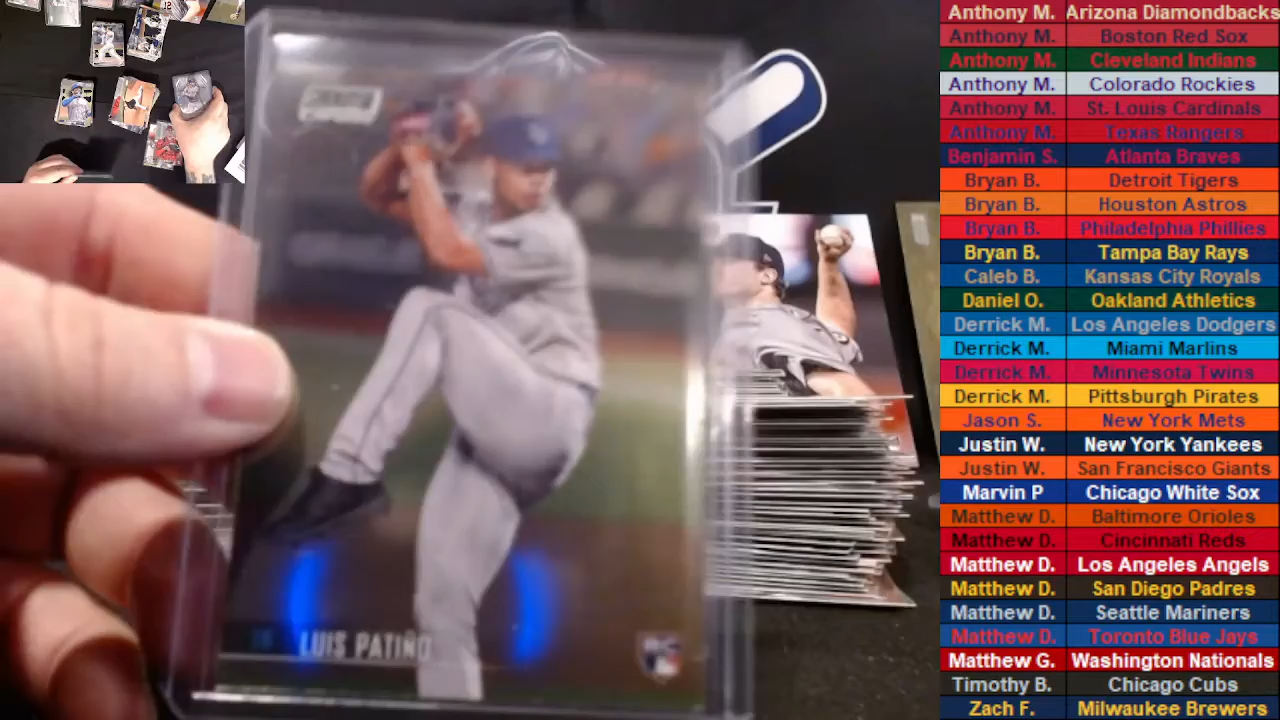 LUIS PATIÑO
RC
Anthony M. Arizona Diamondbacks
Anthony M. Boston Red Sox
Anthony M. Cleveland Indians
Anthony M. Colorado Rockies
Anthony M. St. Louis Cardinals
Anthony M. Texas Rangers
Benjamin S. Atlanta Braves
Bryan B. Detroit Tigers
Bryan B. Houston Astros
Bryan B. Philadelphia Phillies
Bryan B. Tampa Bay Rays
Caleb B. Kansas City Royals
Daniel O. Oakland Athletics
Derrick M. Los Angeles Dodgers
Derrick M. Miami Marlins
Derrick M. Minnesota Twins
Derrick M. Pittsburgh Pirates
Jason S. New York Mets
Justin W. New York Yankees
Justin W. San Francisco Giants
Marvin P Chicago White Sox
Matthew D. Baltimore Orioles
Matthew D. Cincinnati Reds
Matthew D. Los Angeles Angels
Matthew D. San Diego Padres
Matthew D. Seattle Mariners
Matthew D. Toronto Blue Jays
Matthew G. Washington Nationals
Timothy B. Chicago Cubs
Zach F. Milwaukee Brewers